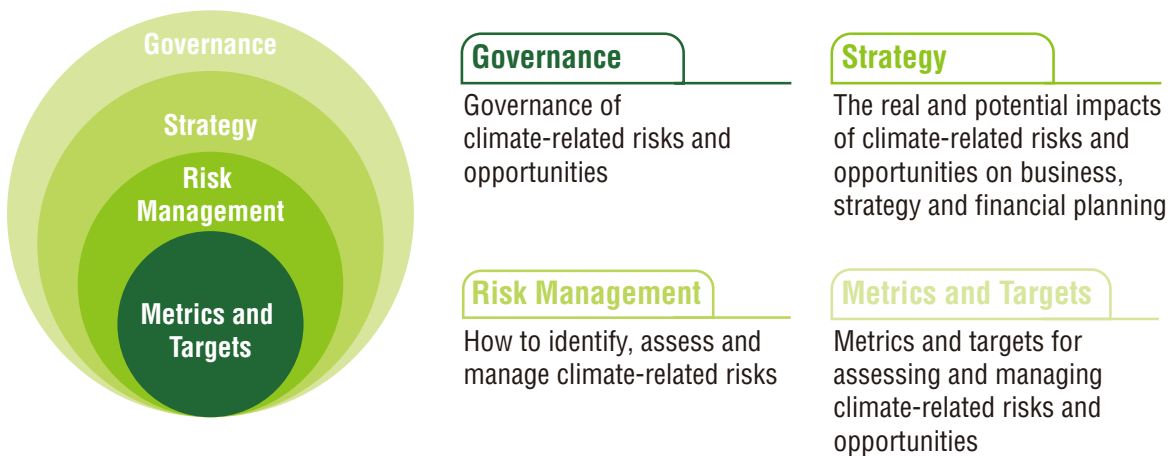 Governance
Strategy
Risk
Management
Metrics and
Targets
Governance
Governance of
climate-related risks and
opportunities
Strategy
The real and potential impacts
of climate-related risks and
opportunities on business,
strategy and financial planning
Risk Management
How to identify, assess and
manage climate-related risks
Metrics and Targets
Metrics and targets for
assessing and managing
climate-related risks and
opportunities